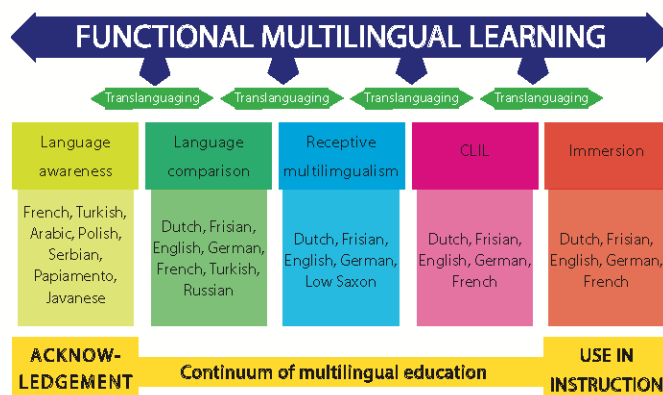 FUNCTIONAL MULTILINGUAL LEARNING
Translanguaging
Translanguaging
Translanguaging
Translanguaging
Language
awareness
French, Turkish,
Arabic, Polish,
Serbian,
Papiamento,
Javanese
Language
comparison
Dutch, Frisian,
English, German,
French, Turkish,
Russian
Receptive
multilimgualism
Dutch, Frisian,
English, German,
Low Saxon
CLIL
Dutch, Frisian,
English, German,
French
Immersion
Dutch, Frisian,
English, German,
French
ACKNOW-
LEDGEMENT
Continuum of multilingual education
USE IN
INSTRUCTION